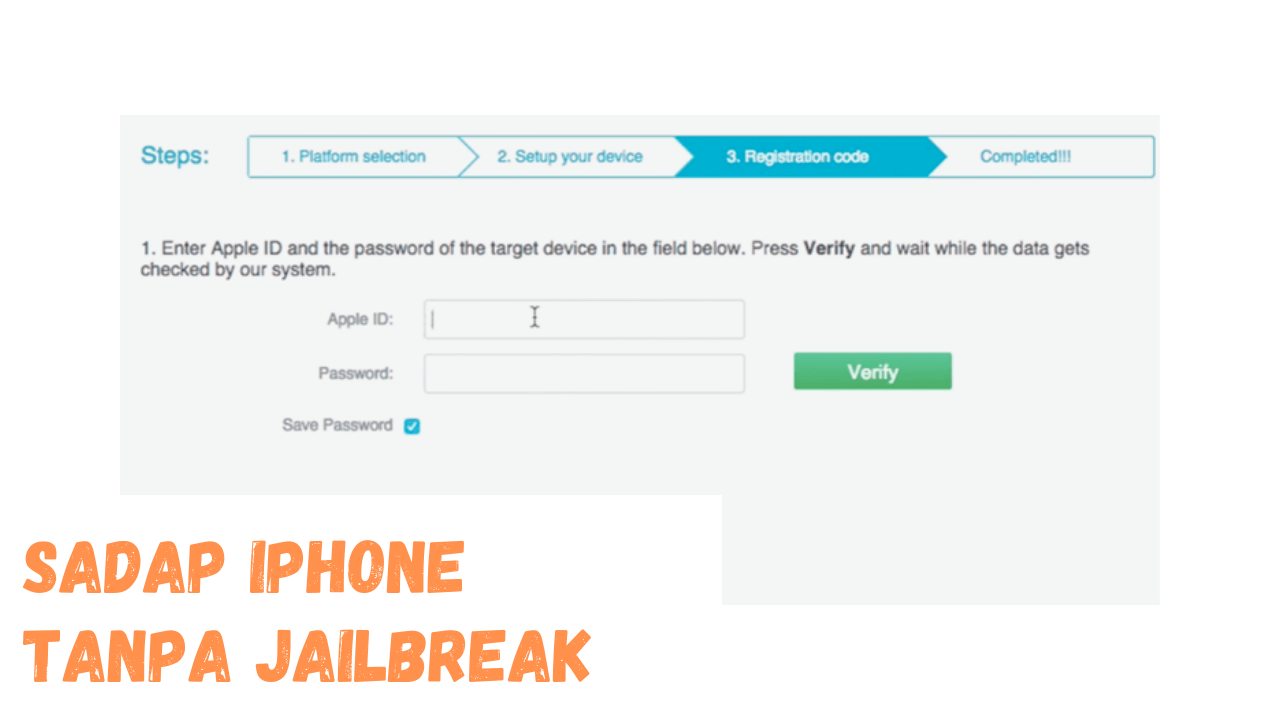 Steps:
1. Platform selection
2. Setup your device
3. Registration code
Completed!!!
1. Enter Apple ID and the password of the target device in the field below. Press Verify and wait while the data gets
checked by our system.
Apple ID:
Password:
Verify
Save Password
SADAP IPHONE
TANPA JAILBREAK